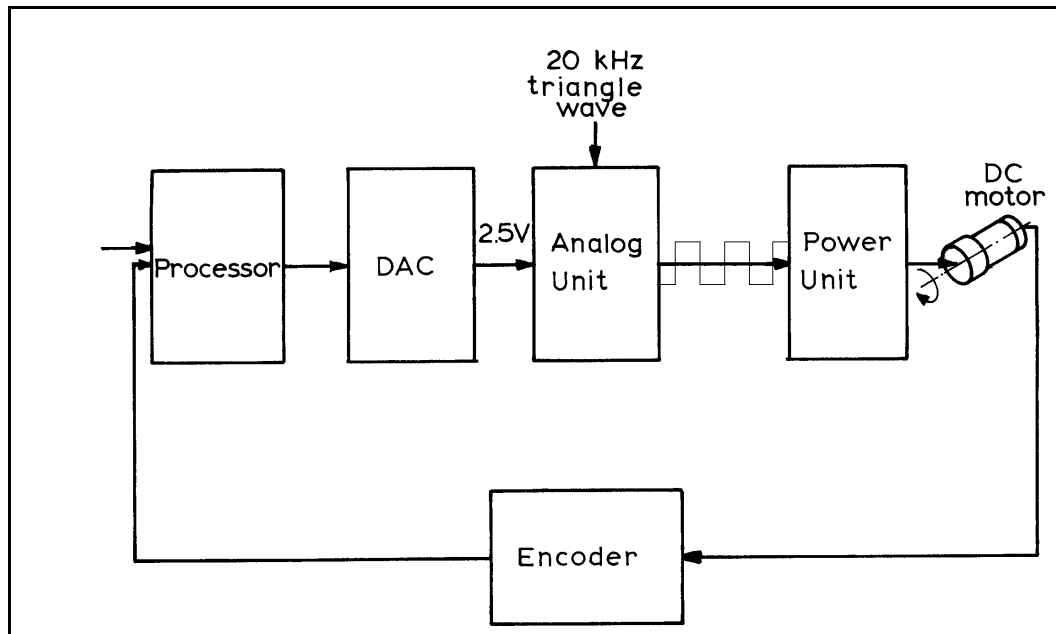 20 kHz
triangle
wave
DC
motor
Processor
DAC
2.5V
Analog
Unit
Power
Unit
Encoder